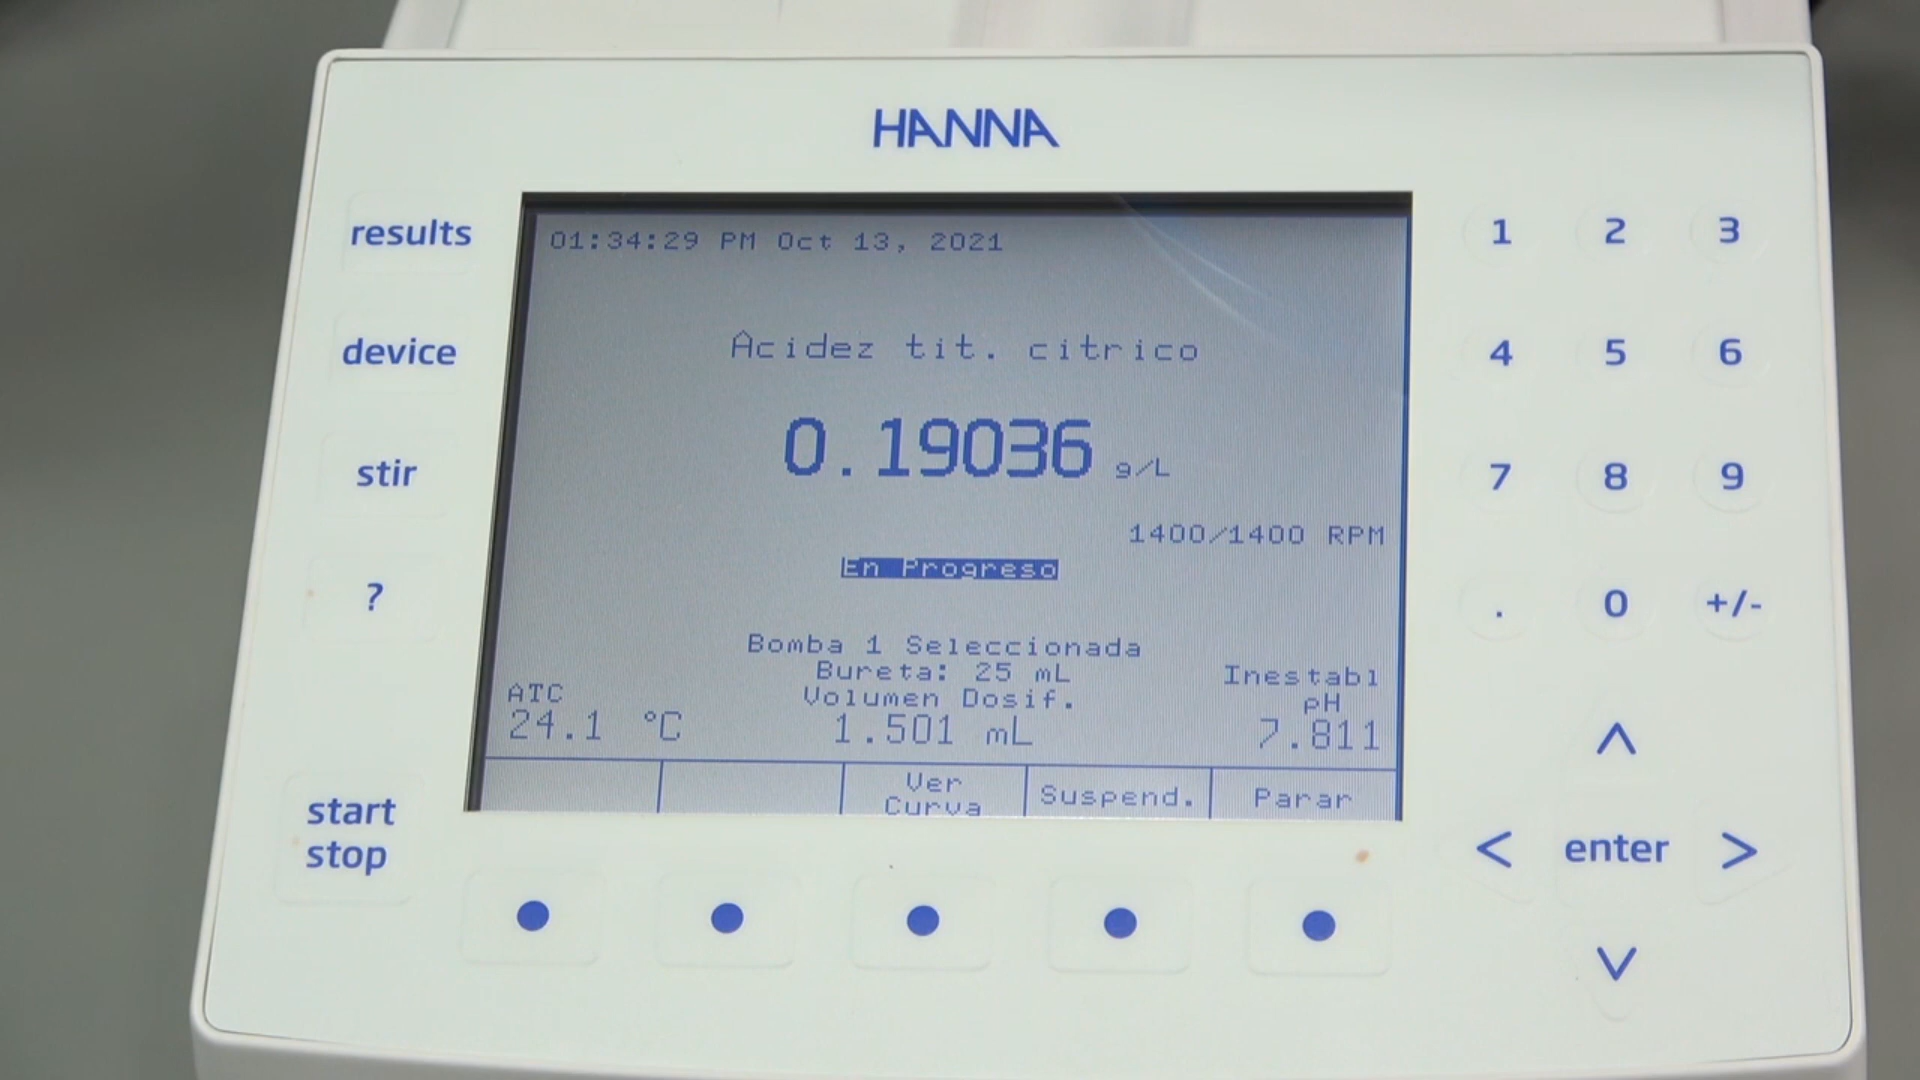 HANNA
results
device
stir
?
start
stop
01:34:29 PM Oct 13, 2021
Acidez tit. citrico
0.19036 g/L
1400/1400 RPM
En Progreso
Bomba 1 Seleccionada
Bureta: 25 mL
Volumen Dosif.
1.501 mL
ATC
24.1 °C
Inestabl
pH
7.811
Ver
Curva
Suspend.
Parar
1 2 3
4 5 6
7 8 9
. 0 +/-
< enter >